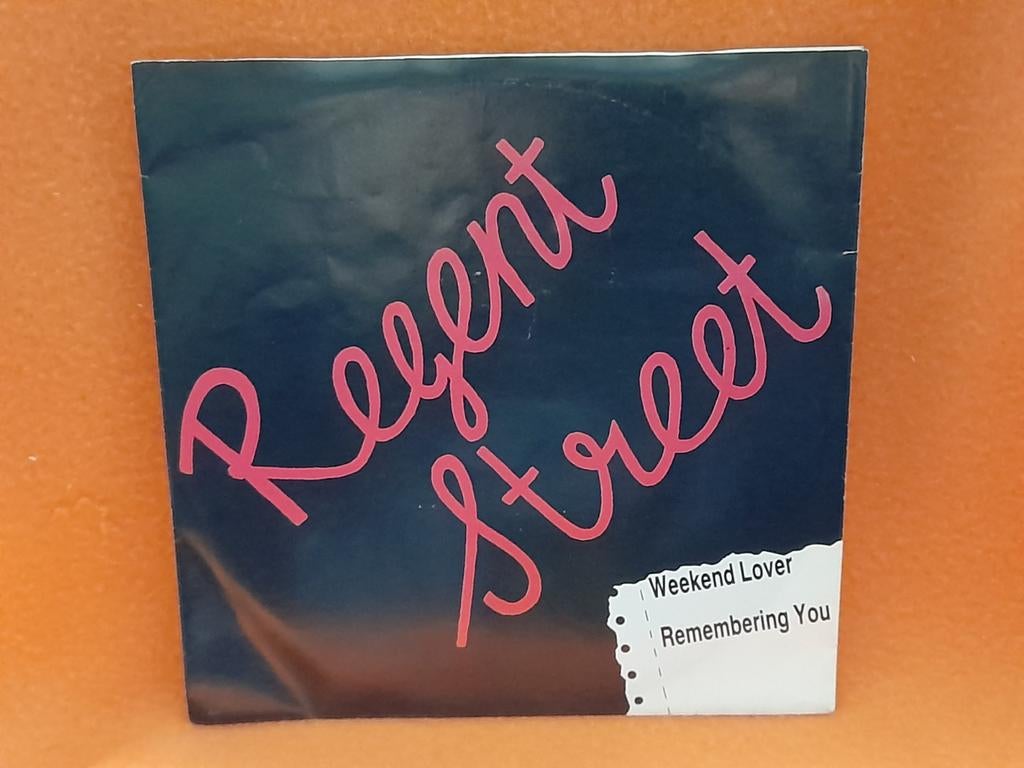 Regent
Street
Weekend Lover
Remembering You